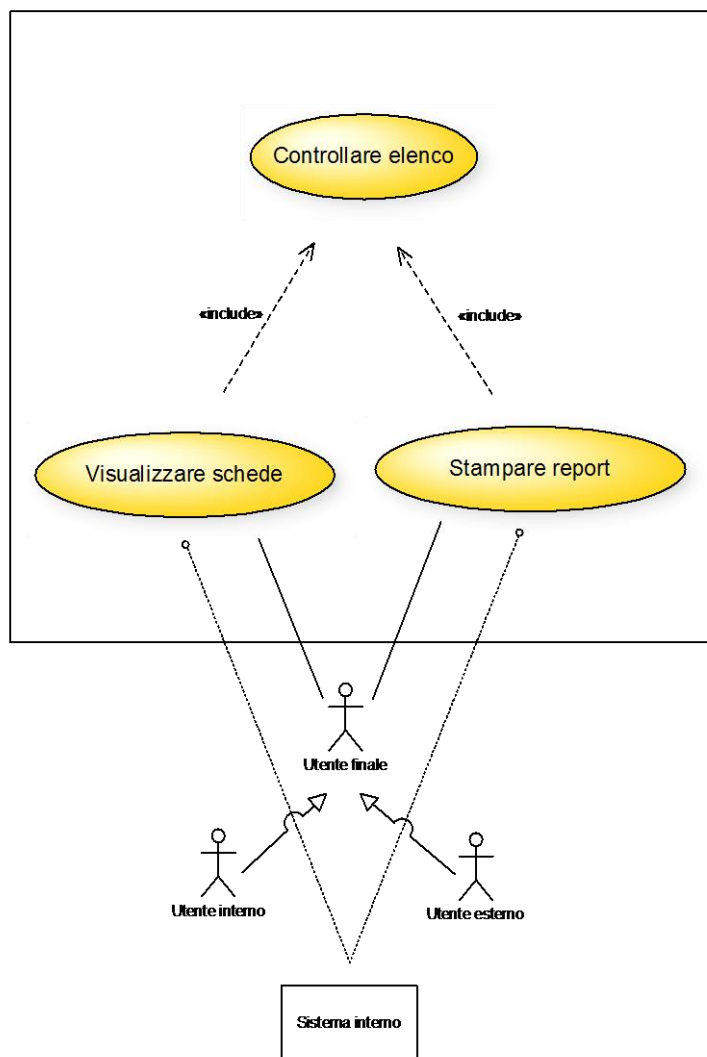 Controllare elenco
«include»
«include»
Visualizzare schede
Stampare report
Utente finale
Utente interno
Utente esterno
Sistema interno